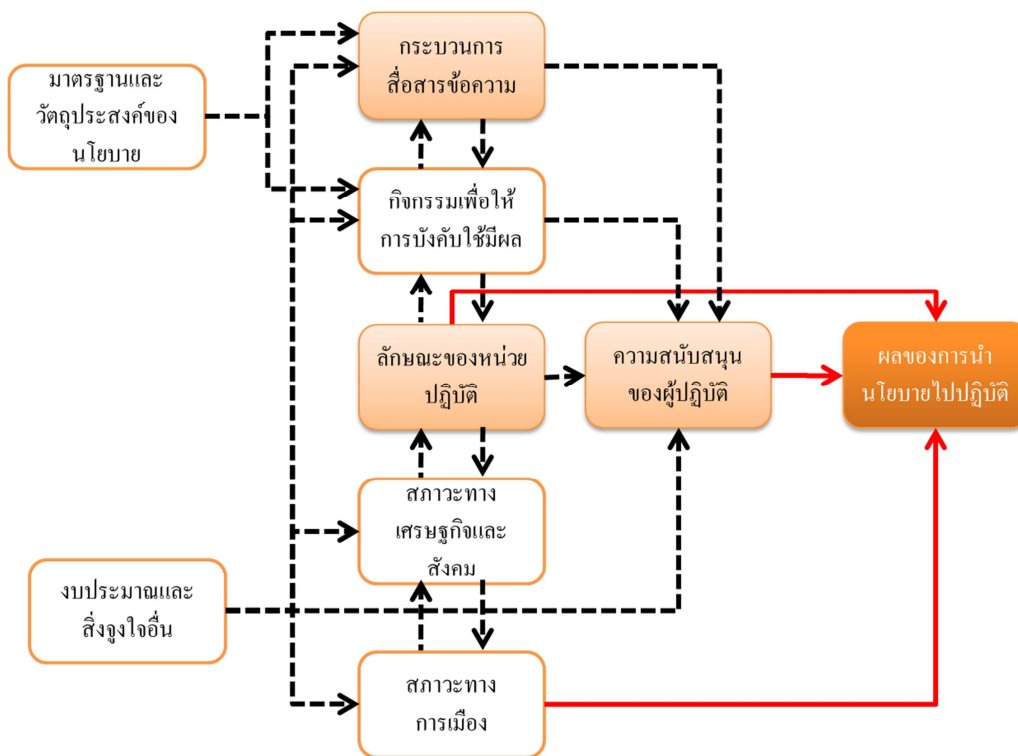 กระบวนการ
สื่อสารข้อความ
มาตรฐานและ
วัตถุประสงค์ของ
นโยบาย
กิจกรรมเพื่อให้
การบังคับใช้มีผล
ลักษณะของหน่วย
ปฏิบัติ
ความสนับสนุน
ของผู้ปฏิบัติ
ผลของการนำ
นโยบายไปปฏิบัติ
สภาวะทาง
เศรษฐกิจและ
สังคม
งบประมาณและ
สิ่งจูงใจอื่น
สภาวะทาง
การเมือง